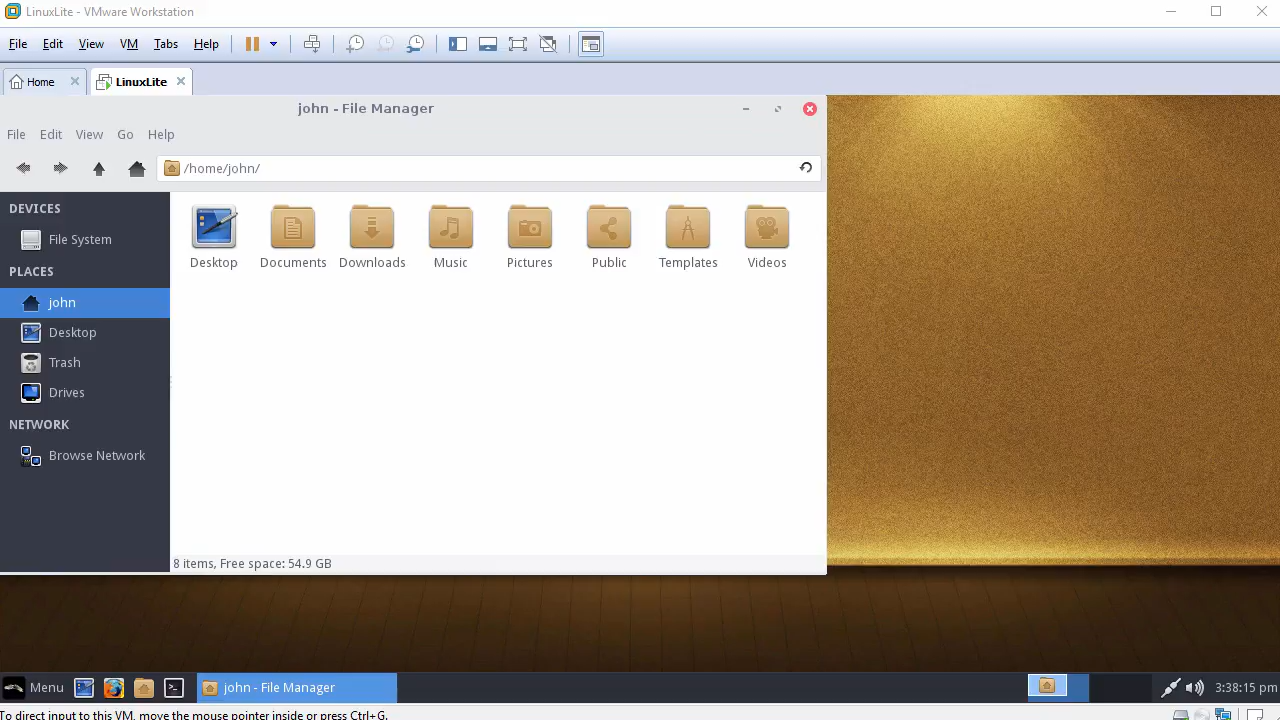 LinuxLite - VMware Workstation
File Edit View VM Tabs Help
Home LinuxLite
john - File Manager
File Edit View Go Help
/home/john/
DEVICES
File System
PLACES
john
Desktop
Trash
Drives
NETWORK
Browse Network
Desktop Documents Downloads Music Pictures Public Templates Videos
8 items, Free space: 54.9 GB
Menu john - File Manager 3:38:15 pm
To direct input to this VM, move the mouse pointer inside or press Ctrl+G.